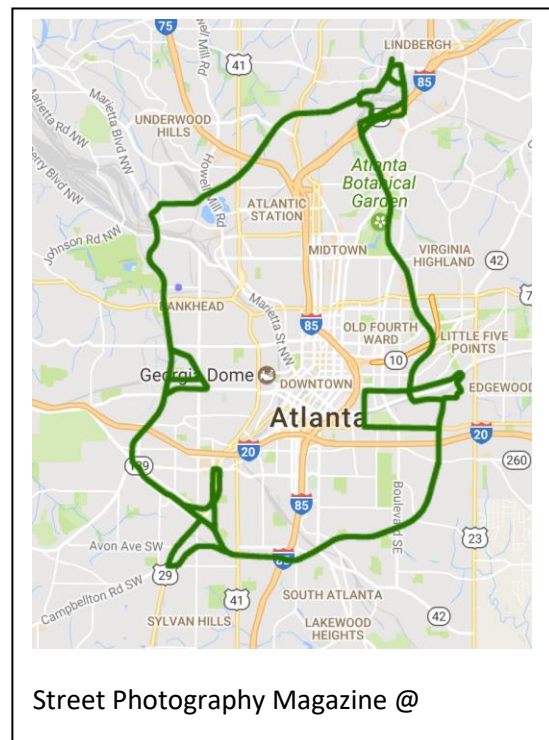 LINDBERGH
75
ell Mill Rd
41
85
Marietta Blvd NW
Marietta Rd NW
UNDERWOOD
HILLS
Perry Blvd NW
Howell Mill Rd
Atlanta
Botanical
Garden
ATLANTIC
STATION
MIDTOWN
VIRGINIA
HIGHLAND
42
Johnson Rd NW
BANKHEAD
Marietta St NW
85
OLD FOURTH
WARD
10
LITTLE FIVE
POINTS
Georgia Dome
DOWNTOWN
EDGEWOOD
Atlanta
20
20
139
260
85
Boulevard SE
23
Avon Ave SW
29
Campbellton Rd SW
41
SOUTH ATLANTA
42
SYLVAN HILLS
LAKEWOOD
HEIGHTS
Street Photography Magazine @